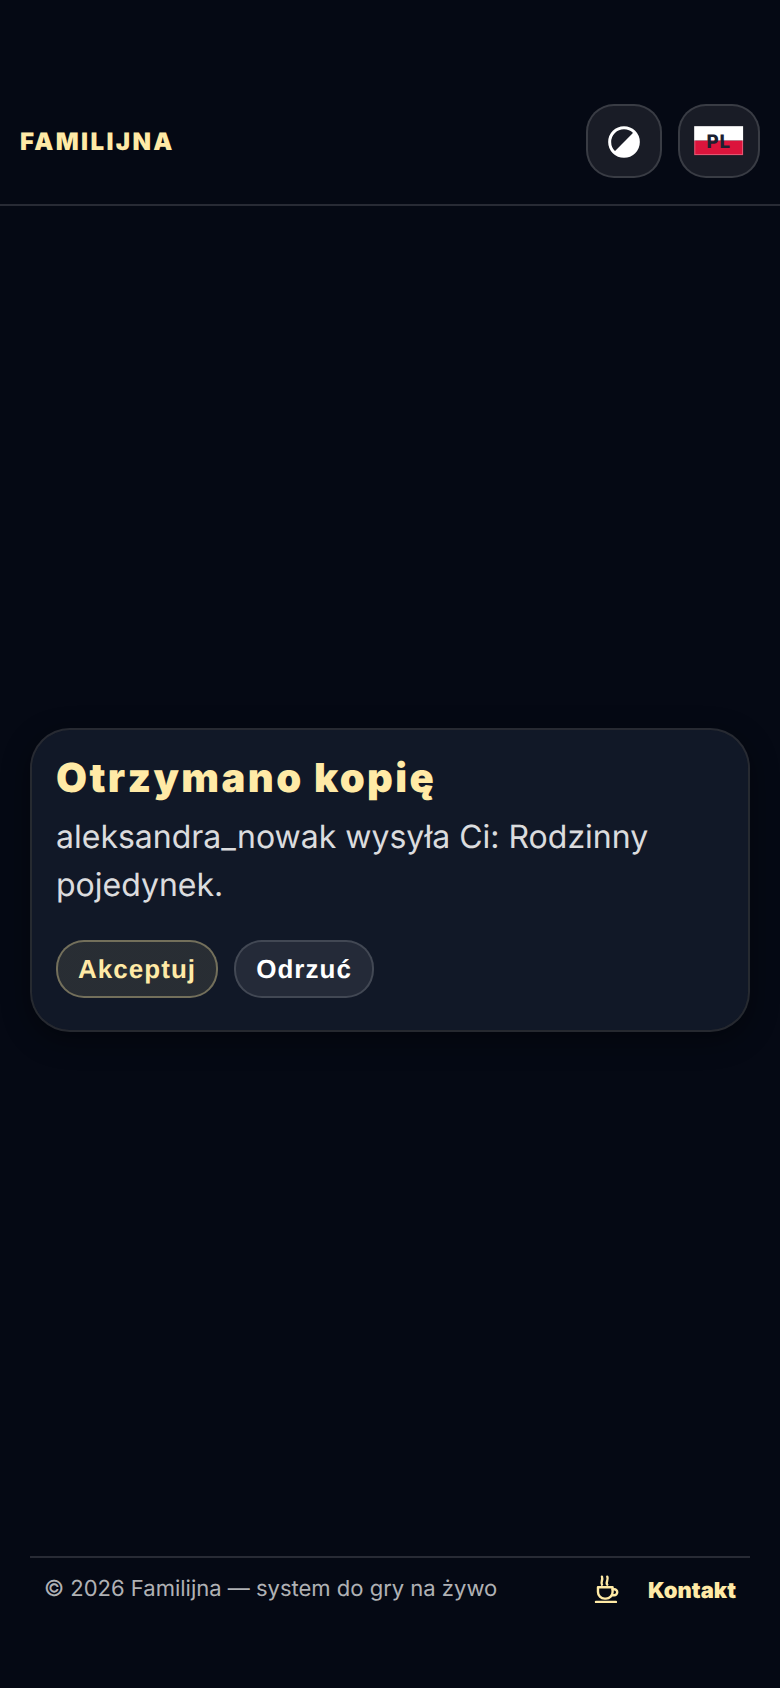 FAMILIJNA
PL
Otrzymano kopię
aleksandra_nowak wysyła Ci: Rodzinny
pojedynek.
Akceptuj
Odrzuć
© 2026 Familijna — system do gry na żywo
Kontakt